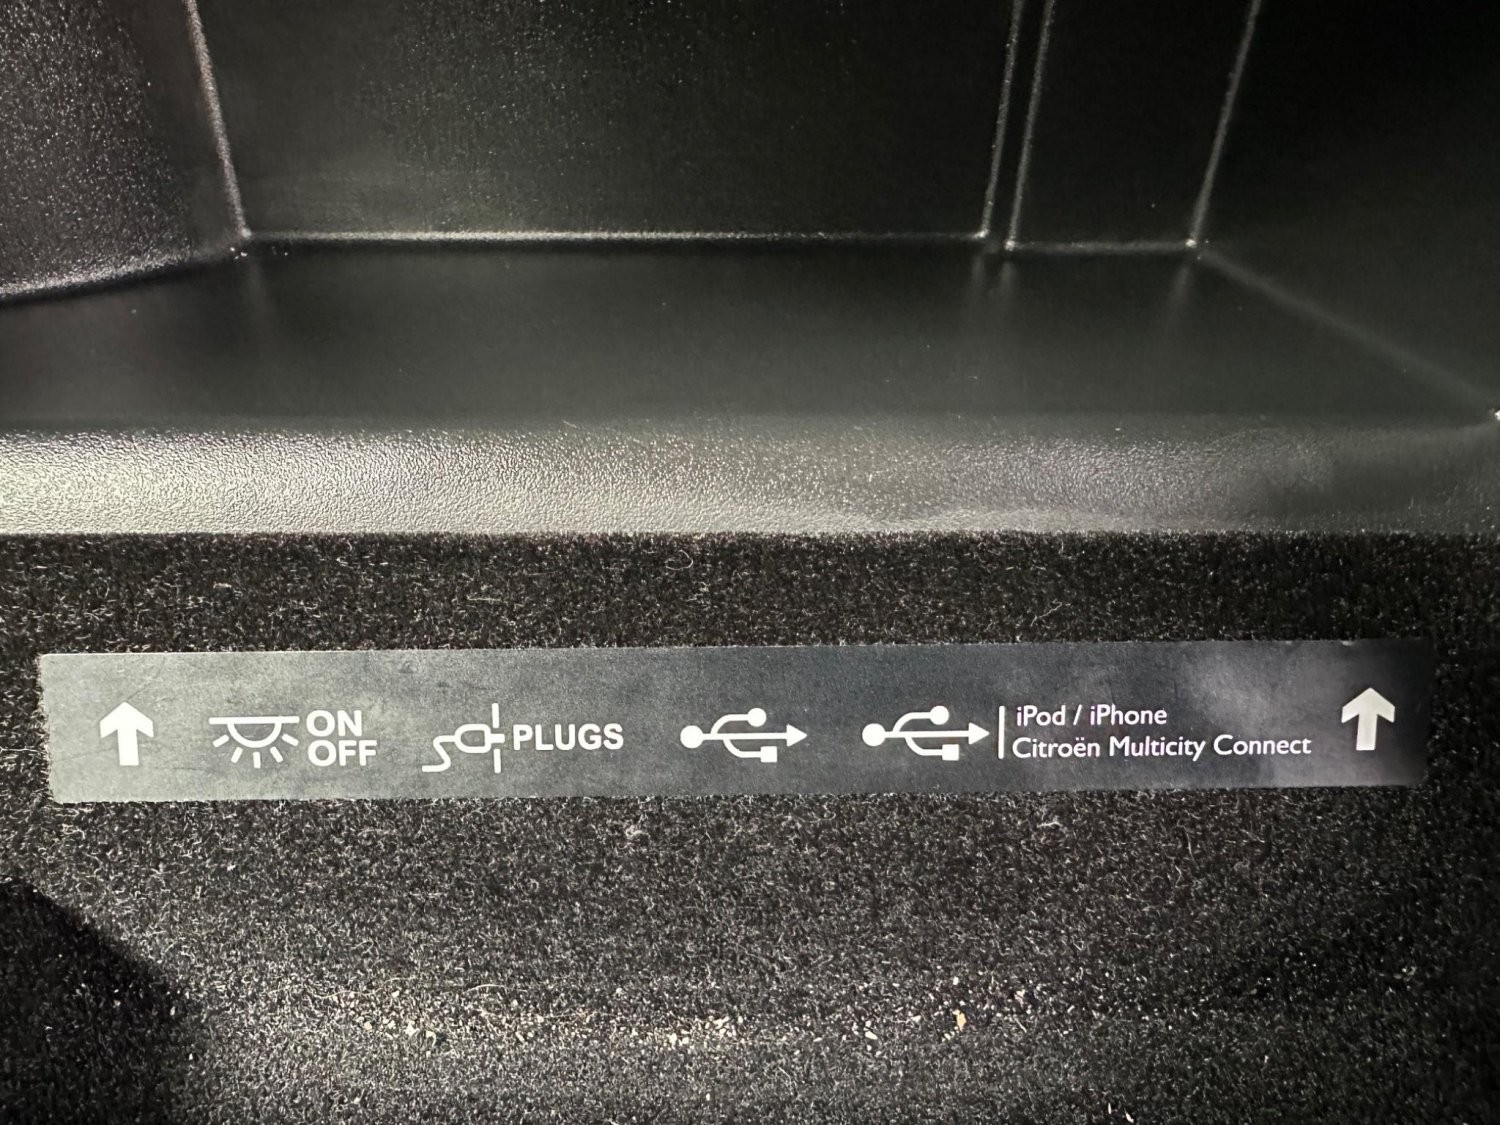 ON
OFF
PLUGS
iPod / iPhone
Citroën Multicity Connect